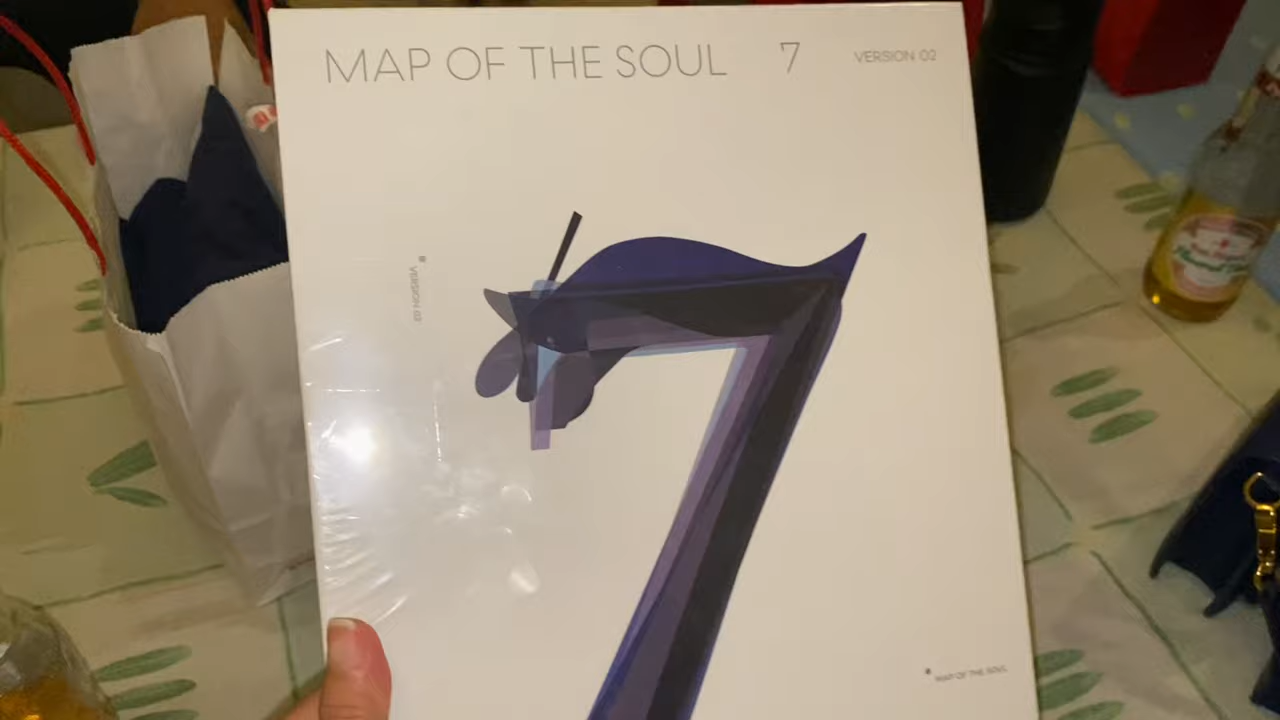 MAP OF THE SOUL 7 VERSION 02
VERSION 02
MAP OF THE SOUL